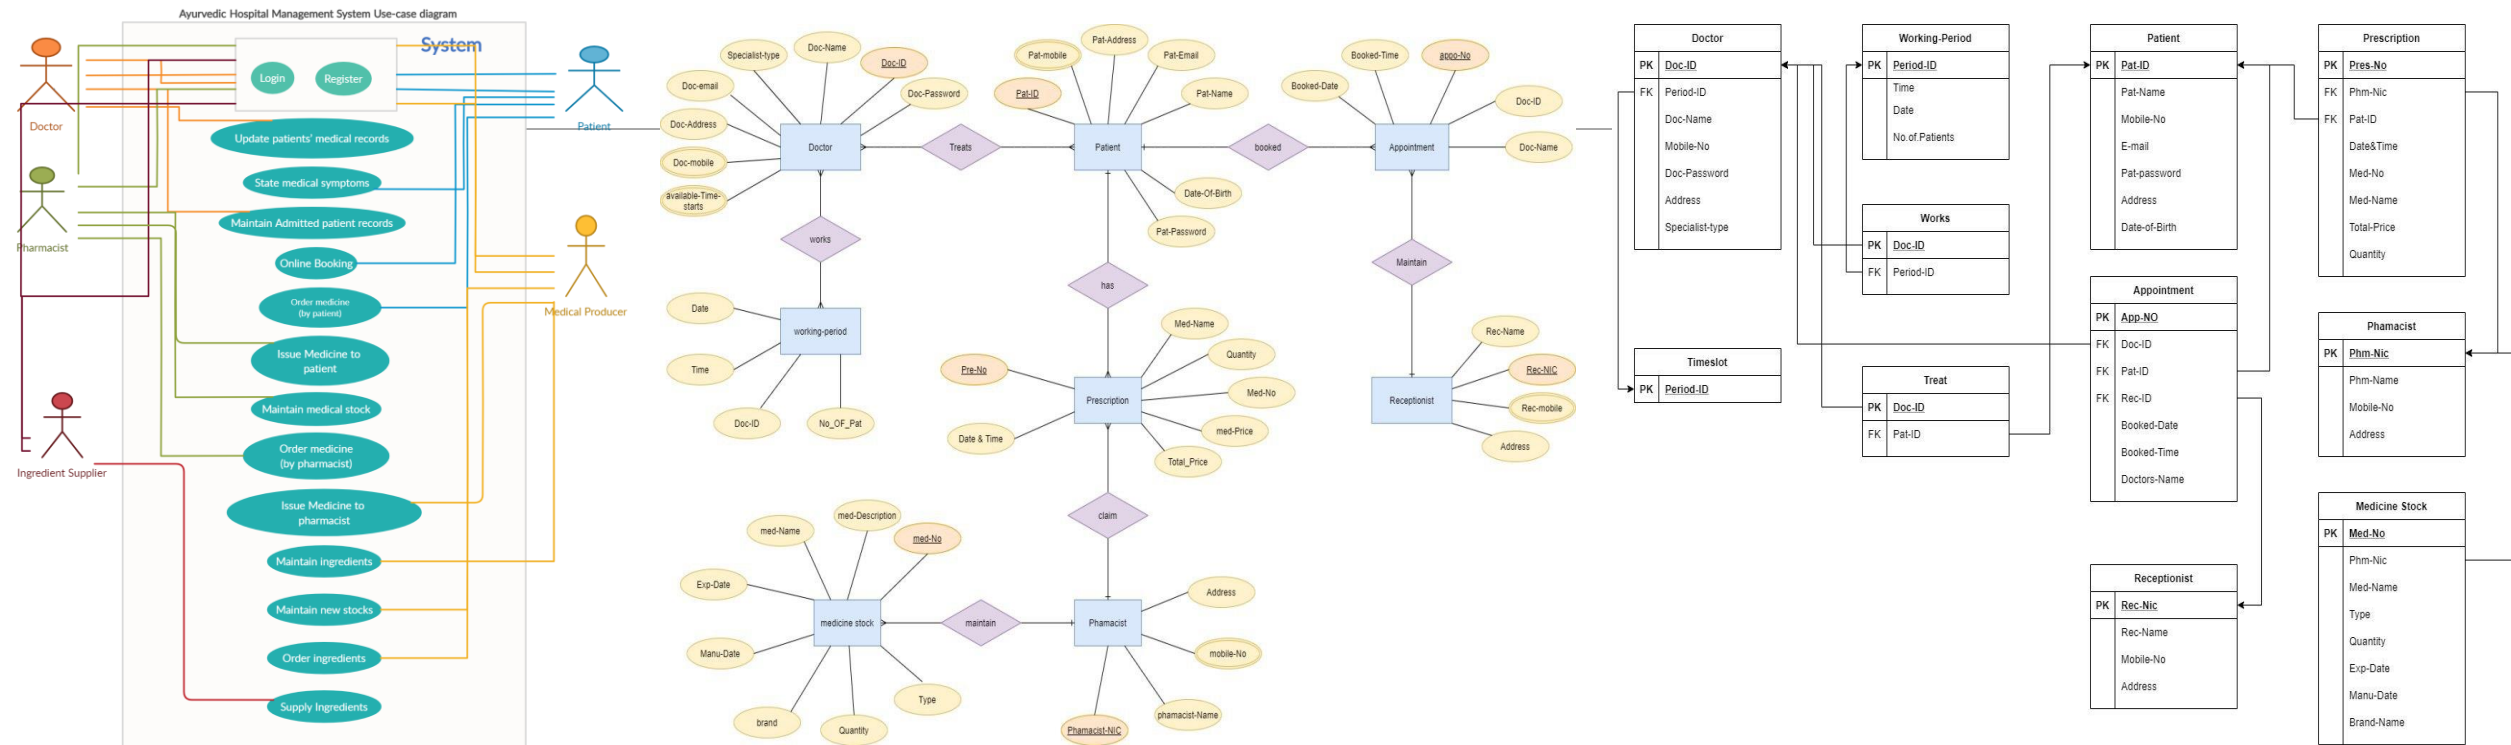 Ayurvedic Hospital Management System Use-case diagram
System
Login
Register
Doctor
Patient
Update patients' medical records
State medical symptoms
Maintain Admitted patient records
Pharmacist
Online Booking
Order medicine
(by patient)
Medical Producer
Issue Medicine to
patient
Maintain medical stock
Order medicine
(by pharmacist)
Ingredient Supplier
Issue Medicine to
pharmacist
Maintain ingredients
Maintain new stocks
Order ingredients
Supply Ingredients
Specialist-type
Doc-Name
Doc-ID
Doc-email
Doc-Password
Doc-Address
Doc-mobile
available-Time-
starts
Doctor
Treats
Pat-mobile
Pat-Address
Pat-Email
Pat-ID
Pat-Name
Patient
Date-Of-Birth
Pat-Password
booked
Booked-Time
appo-No
Booked-Date
Doc-ID
Doc-Name
Appointment
works
Date
working-period
Time
Doc-ID
No_OF_Pat
has
Med-Name
Quantity
Pre-No
Med-No
Prescription
med-Price
Date & Time
Total_Price
Maintain
Rec-Name
Rec-NIC
Receptionist
Rec-mobile
Address
claim
med-Description
med-Name
med-No
Exp-Date
medicine stock
Manu-Date
brand
Quantity
Type
maintain
Phamacist
Address
mobile-No
phamacist-Name
Phamacist-NIC
Doctor
PK Doc-ID
FK Period-ID
Doc-Name
Mobile-No
Doc-Password
Address
Specialist-type
Timeslot
PK Period-ID
Working-Period
PK Period-ID
Time
Date
No.of.Patients
Works
PK Doc-ID
FK Period-ID
Treat
PK Doc-ID
FK Pat-ID
Patient
PK Pat-ID
Pat-Name
Mobile-No
E-mail
Pat-password
Address
Date-of-Birth
Appointment
PK App-NO
FK Doc-ID
FK Pat-ID
FK Rec-ID
Booked-Date
Booked-Time
Doctors-Name
Receptionist
PK Rec-Nic
Rec-Name
Mobile-No
Address
Prescription
PK Pres-No
FK Phm-Nic
FK Pat-ID
Date&Time
Med-No
Med-Name
Total-Price
Quantity
Phamacist
PK Phm-Nic
Phm-Name
Mobile-No
Address
Medicine Stock
PK Med-No
Phm-Nic
Med-Name
Type
Quantity
Exp-Date
Manu-Date
Brand-Name